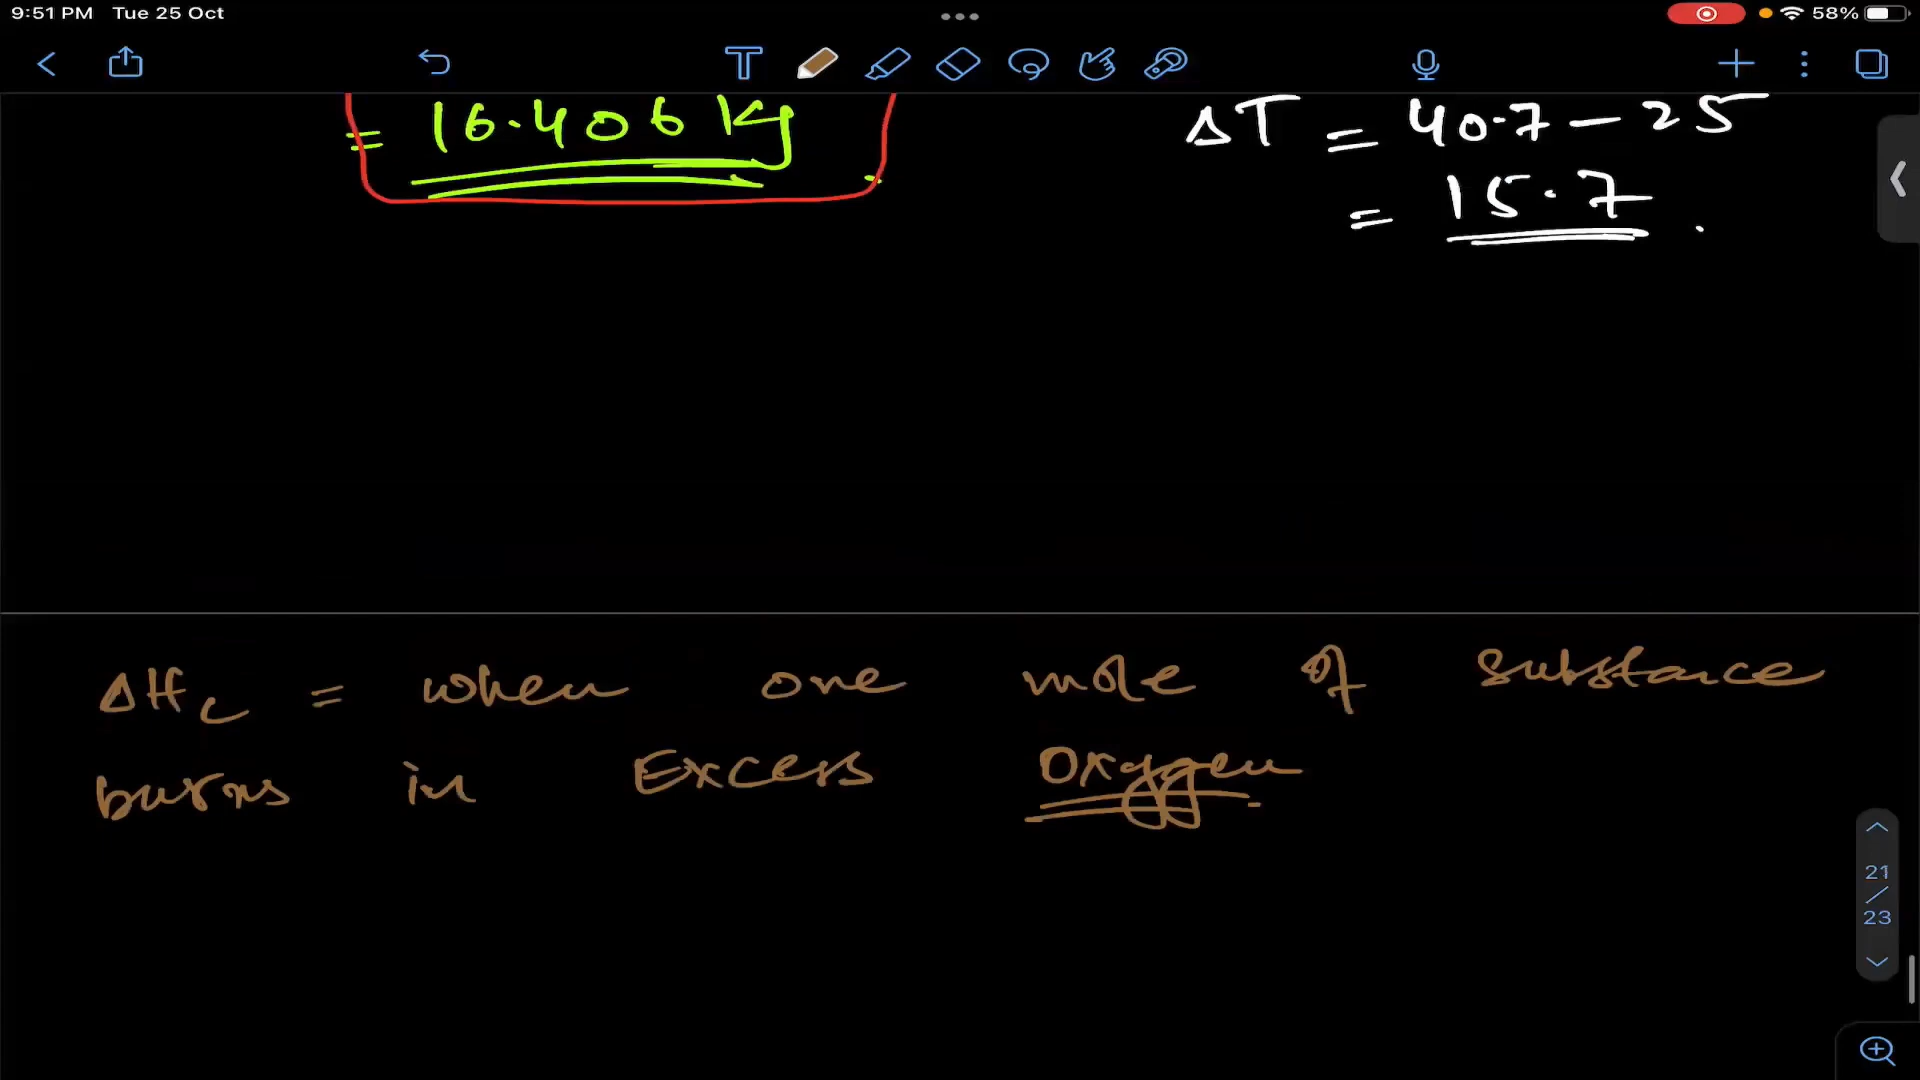 9:51 PM Tue 25 Oct
58%
T
= 16.406 Kg
ΔT = 40.7 - 25
= 15.7 .
ΔHc = when one mole of substance
burns in Excess Oxygen
21
/
23